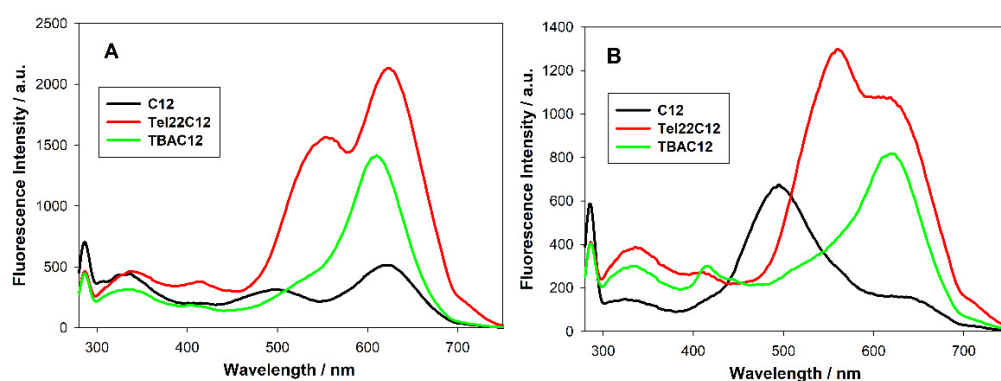 A
Fluorescence Intensity / a.u.
2500
2000
1500
1000
500
0
C12
Tel22C12
TBAC12
300 400 500 600 700
Wavelength / nm
B
Fluorescence Intensity / a.u.
1400
1200
1000
800
600
400
200
0
C12
Tel22C12
TBAC12
300 400 500 600 700
Wavelength / nm